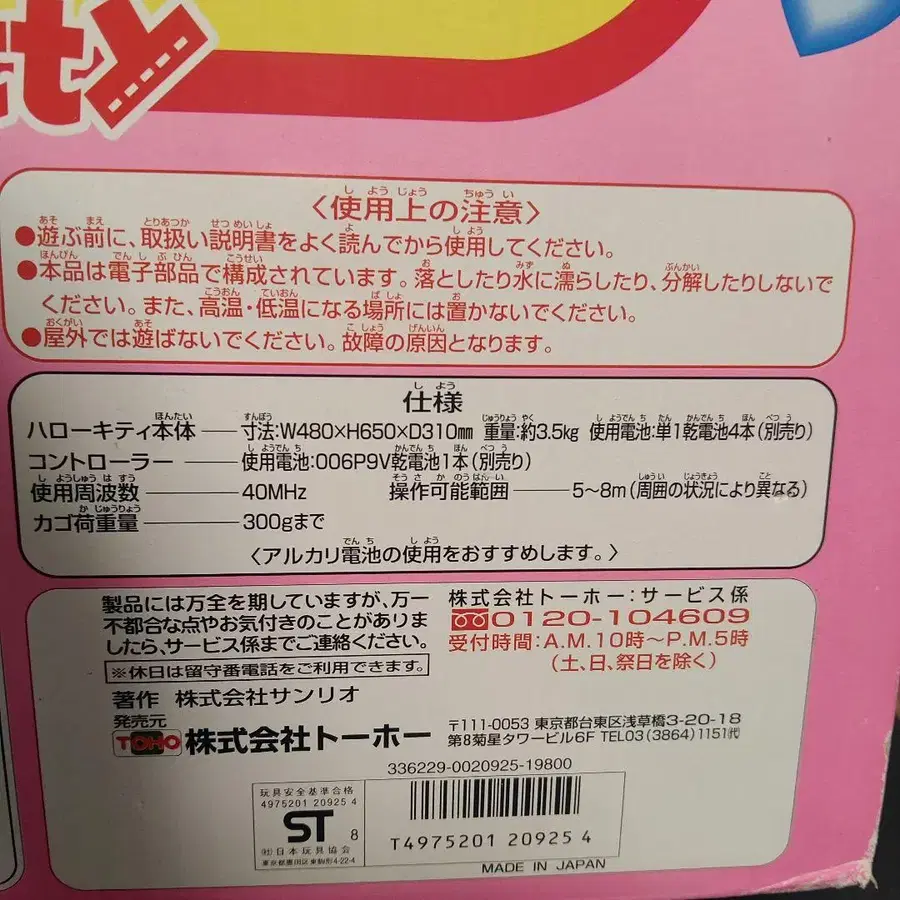 ty
〈使用上の注意〉
●遊ぶ前に、取扱い説明書をよく読んでから使用してください。
●本品は電子部品で構成されています。落としたり水に濡らしたり、分解したりしないで
ください。また、高温・低温になる場所には置かないでください。
●屋外では遊ばないでください。故障の原因となります。
仕様
ハローキティ本体 ― 寸法:W480×H650×D310㎜ 重量:約3.5㎏ 使用電池:単1乾電池4本(別売り)
コントローラー ― 使用電池:006P9V乾電池1本(別売り)
使用周波数 ― 40MHz 操作可能範囲 ― 5〜8m(周囲の状況により異なる)
カゴ荷重量 ― 300gまで
〈アルカリ電池の使用をおすすめします。〉
製品には万全を期していますが、万一
不都合な点やお気付きのことがありま
したら、サービス係までご連絡ください。
※休日は留守番電話をご利用できます。
株式会社トーホー:サービス係
0120-104609
受付時間:A.M.10時〜P.M.5時
(土、日、祭日を除く)
著作 株式会社サンリオ
発売元
TOHO 株式会社トーホー
〒111-0053 東京都台東区浅草橋3-20-18
第8菊星タワービル6F TEL03(3864)1151代
336229-0020925-19800
玩具安全基準合格
4975201 20925 4
ST 8
㈳日本玩具協会
東京都墨田区東駒形4-22-4
T4975201 20925 4
MADE IN JAPAN